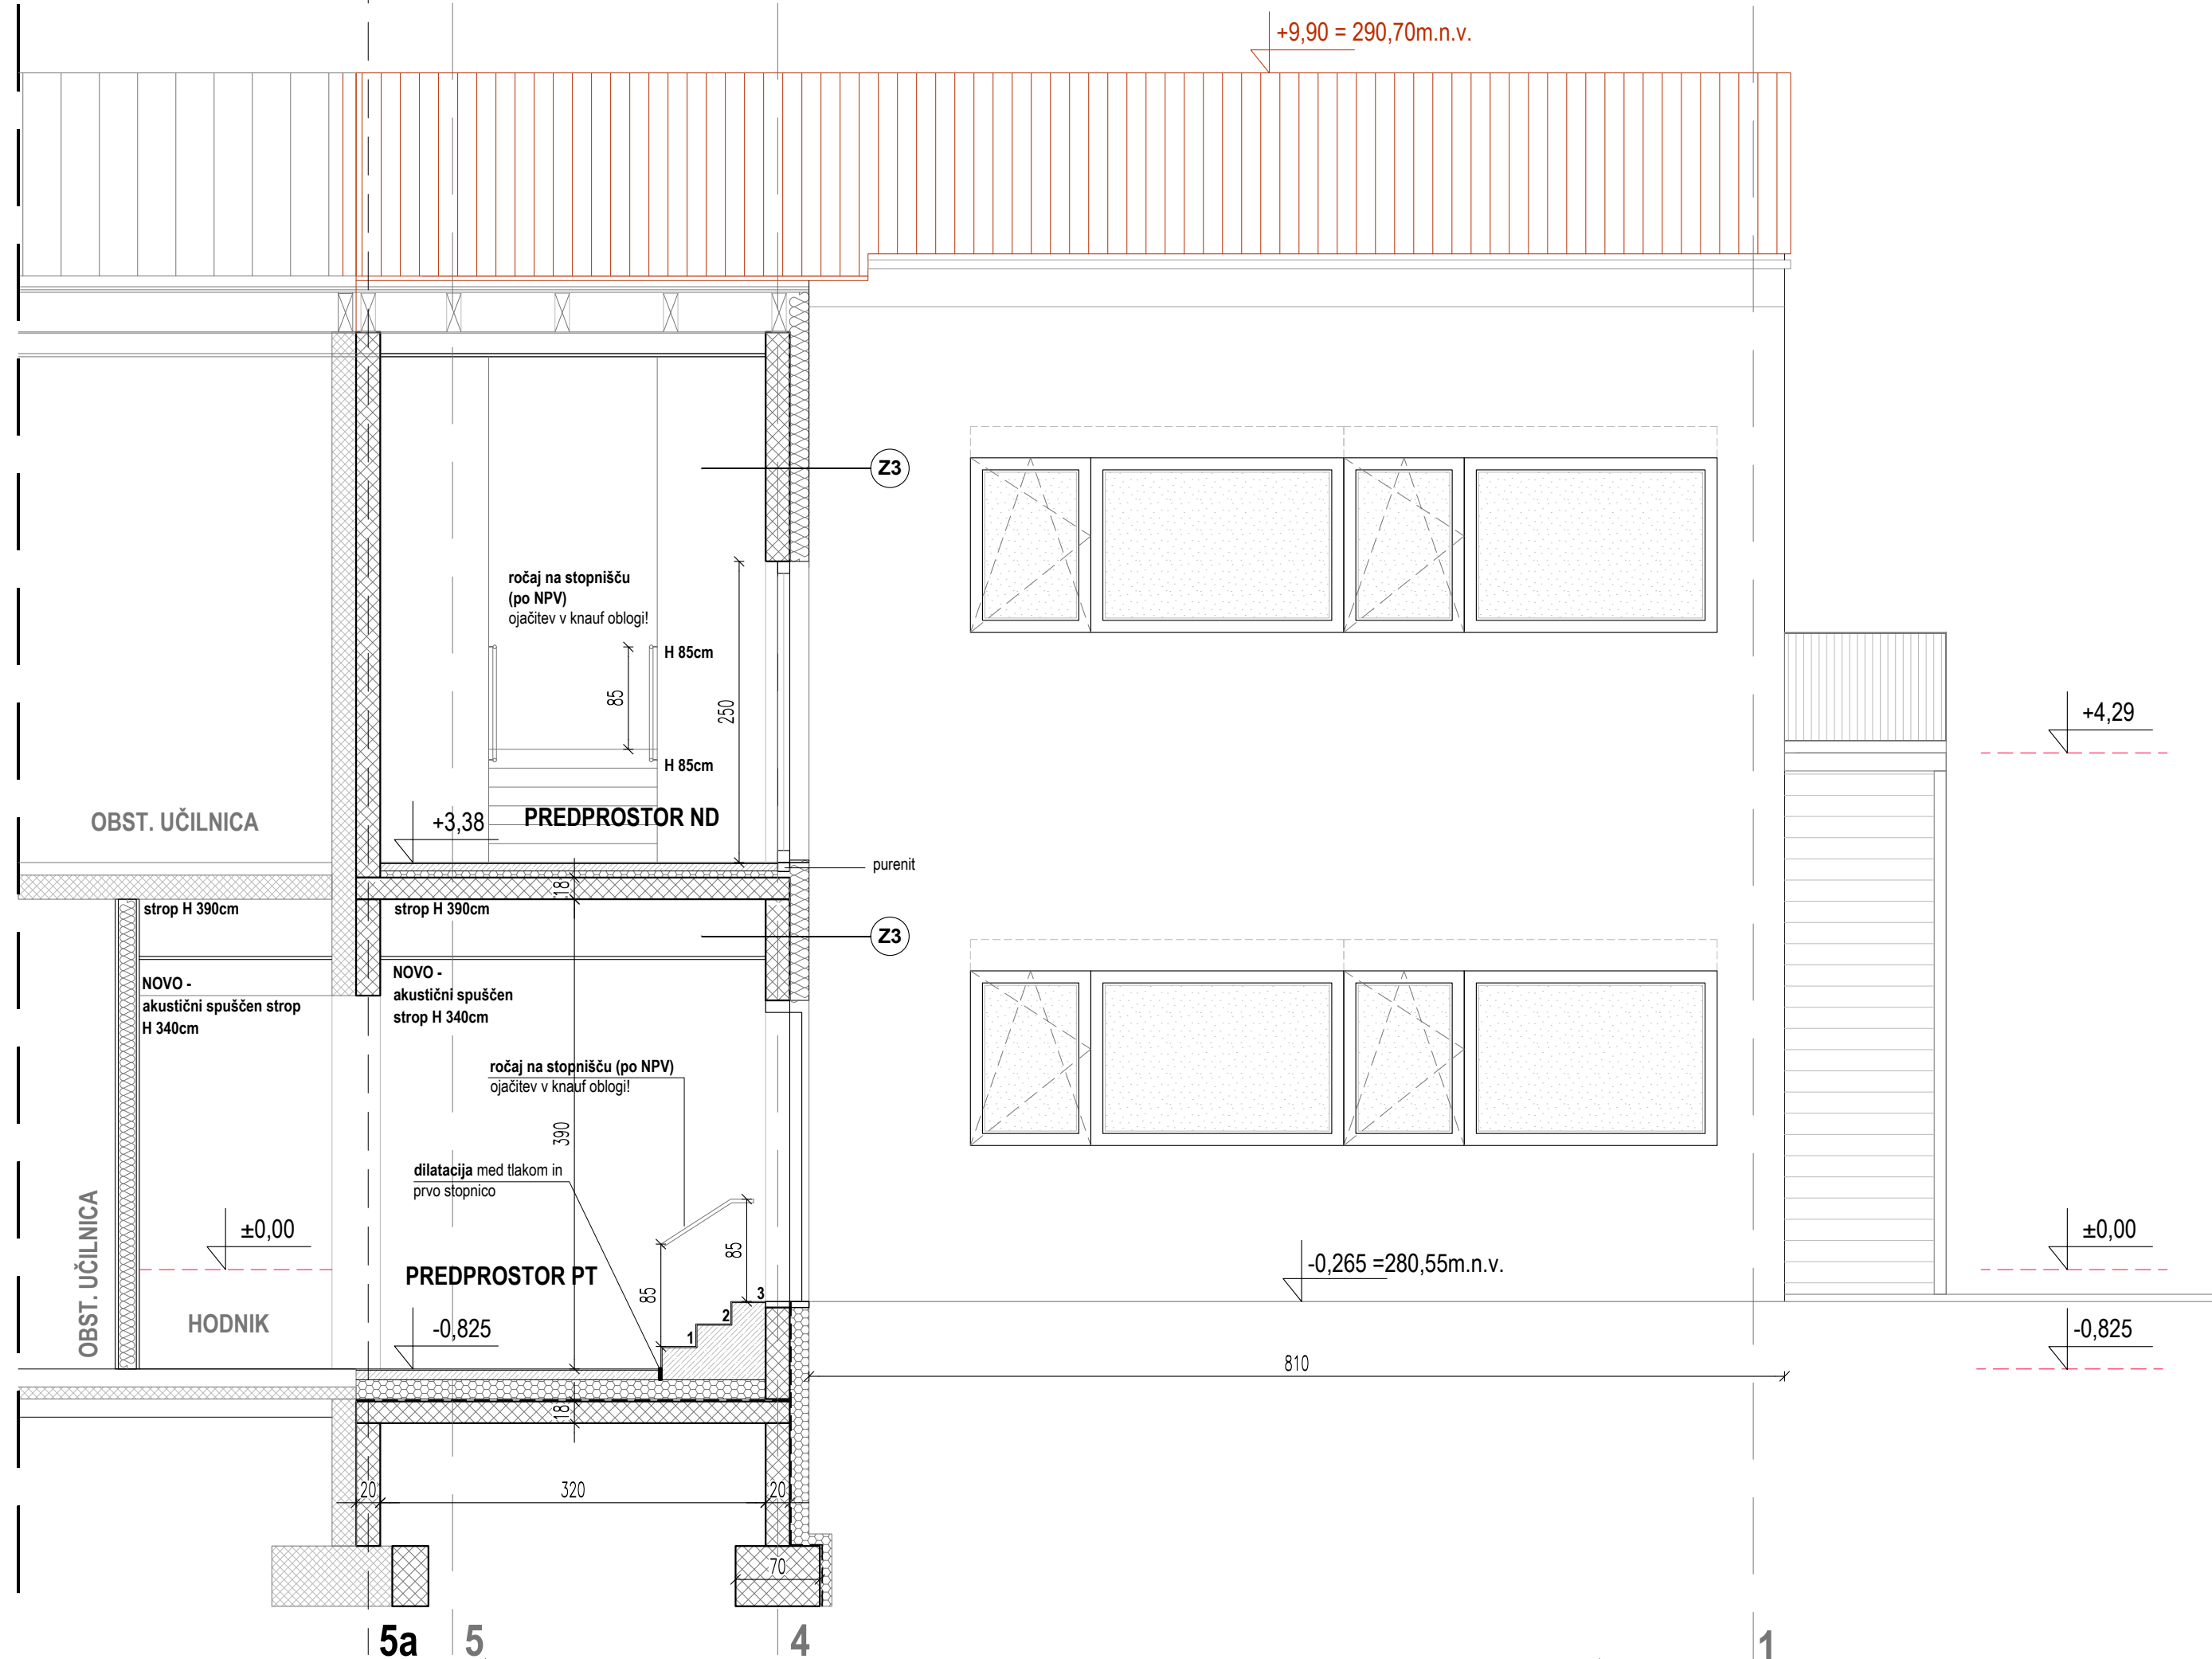 +9,90 = 290,70m.n.v.
Z3
ročaj na stopnišču
(po NPV)
ojačitev v knauf oblogi!
H 85cm
85
250
H 85cm
+4,29
OBST. UČILNICA
+3,38
PREDPROSTOR ND
purenit
18
strop H 390cm
strop H 390cm
Z3
NOVO -
akustični spuščen strop
H 340cm
NOVO -
akustični spuščen
strop H 340cm
ročaj na stopnišču (po NPV)
ojačitev v knauf oblogi!
390
dilatacija med tlakom in
prvo stopnico
OBST. UČILNICA
±0,00
85
±0,00
-0,265 =280,55m.n.v.
PREDPROSTOR PT
85
3
2
1
HODNIK
-0,825
-0,825
810
18
20
320
20
70
5a
5
4
1